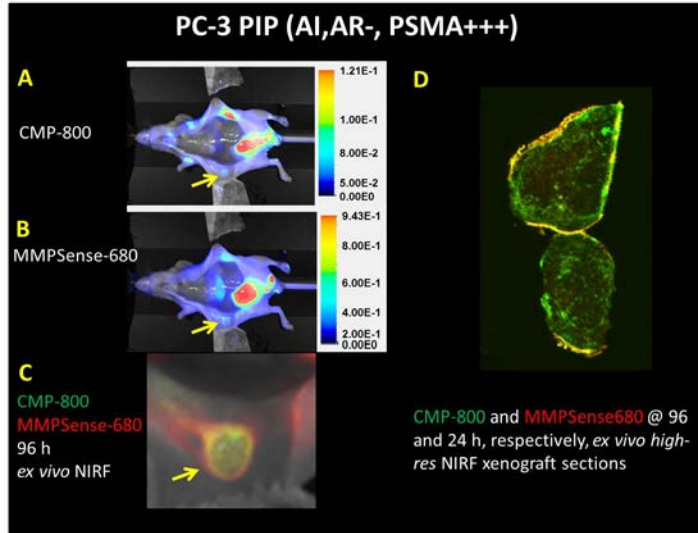 PC-3 PIP (AI,AR-, PSMA+++)
A
CMP-800
1.21E-1
1.00E-1
8.00E-2
5.00E-2
0.00E0
B
MMPSense-680
9.43E-1
8.00E-1
6.00E-1
4.00E-1
2.00E-1
0.00E0
C
CMP-800
MMPSense-680
96 h
ex vivo NIRF
D
CMP-800 and MMPSense680 @ 96
and 24 h, respectively, ex vivo high-
res NIRF xenograft sections